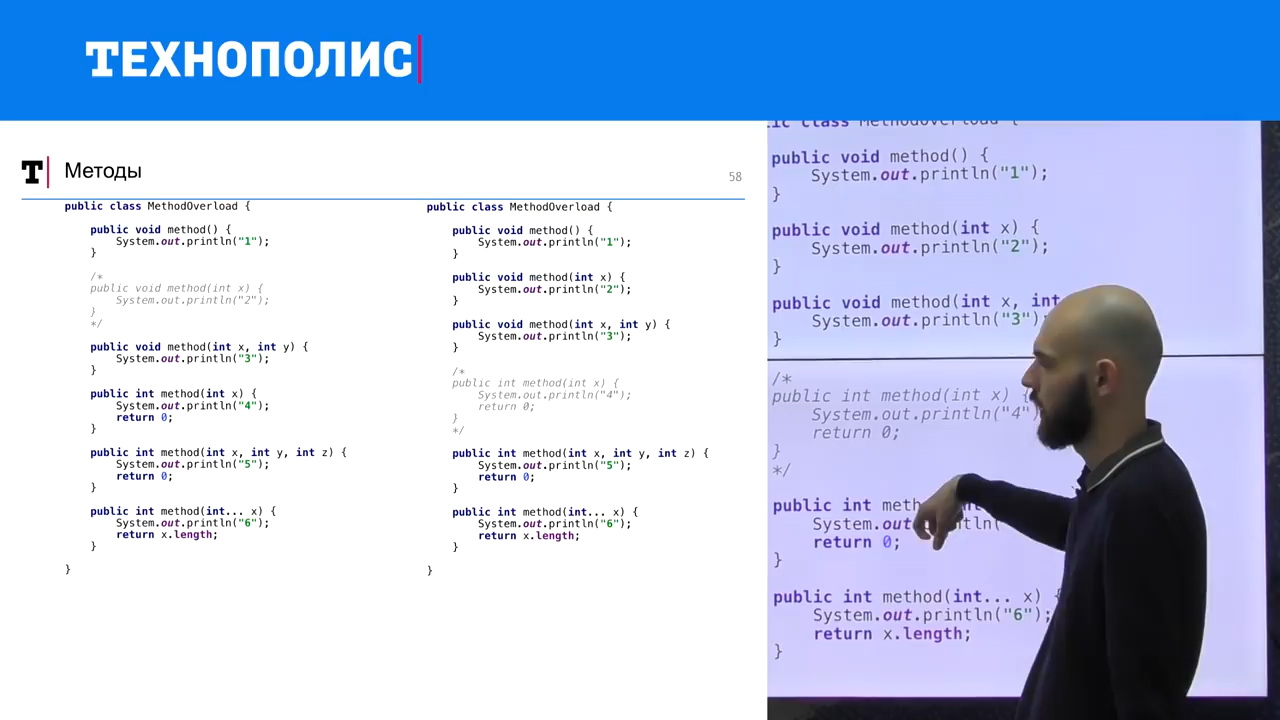 ТЕХНОПОЛИС
T
Методы
58
public class MethodOverload {
public void method() {
System.out.println("1");
}
/*
public void method(int x) {
System.out.println("2");
}
*/
public void method(int x, int y) {
System.out.println("3");
}
public int method(int x) {
System.out.println("4");
return 0;
}
public int method(int x, int y, int z) {
System.out.println("5");
return 0;
}
public int method(int... x) {
System.out.println("6");
return x.length;
}
}
public class MethodOverload {
public void method() {
System.out.println("1");
}
public void method(int x) {
System.out.println("2");
}
public void method(int x, int y) {
System.out.println("3");
}
/*
public int method(int x) {
System.out.println("4");
return 0;
}
*/
public int method(int x, int y, int z) {
System.out.println("5");
return 0;
}
public int method(int... x) {
System.out.println("6");
return x.length;
}
}
class MethodOverload {
public void method() {
System.out.println("1");
}
public void method(int x) {
System.out.println("2");
}
public void method(int x, int
System.out.println("3");
}
/*
public int method(int x) {
System.out.println("4")
return 0;
}
*/
public int meth
System.out
return 0;
}
public int method(int... x) {
System.out.println("6");
return x.length;
}